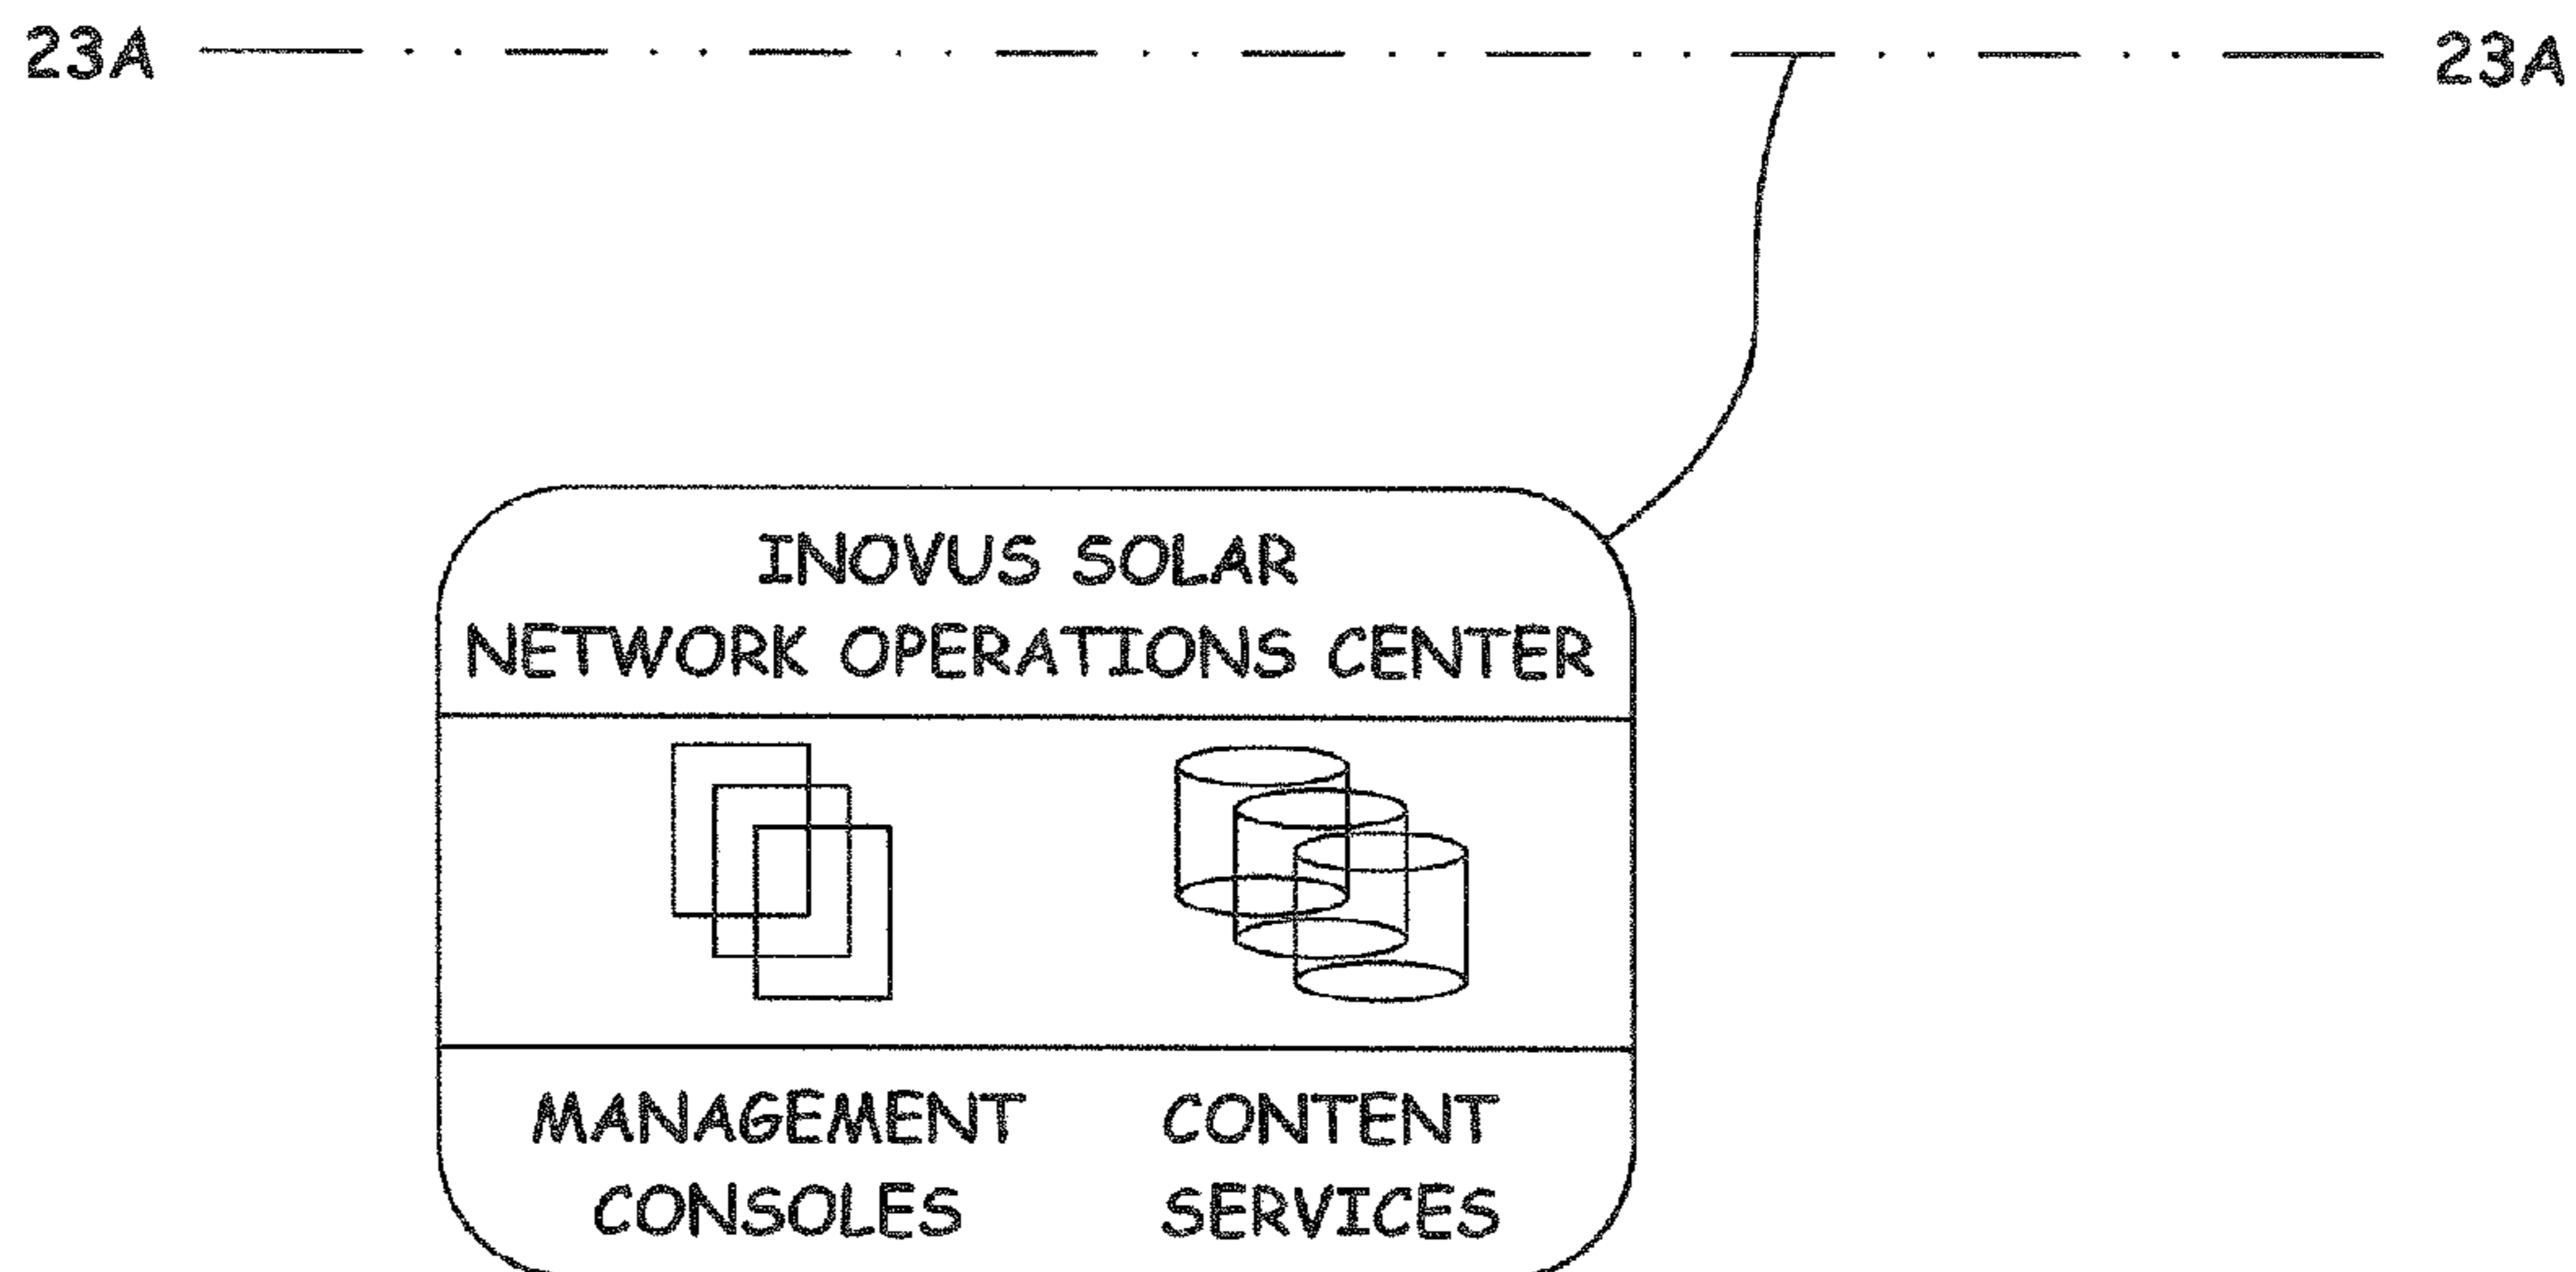 23A 23A
INOVUS SOLAR
NETWORK OPERATIONS CENTER
MANAGEMENT CONTENT
CONSOLES SERVICES